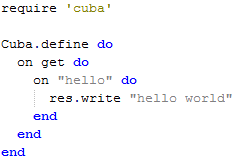 require 'cuba'

Cuba.define do
  on get do
    on "hello" do
      res.write "hello world"
    end
  end
end